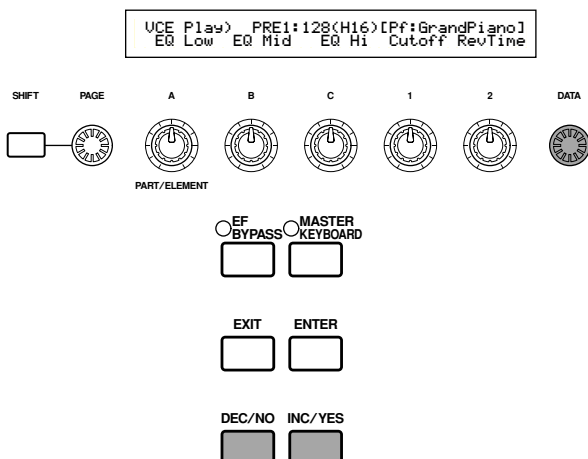 VCE Play) PRE1:128(H16)[Pf:GrandPiano]
EQ Low EQ Mid EQ Hi Cutoff RevTime
SHIFT PAGE A B C 1 2 DATA
PART/ELEMENT
EF BYPASS MASTER KEYBOARD
EXIT ENTER
DEC/NO INC/YES